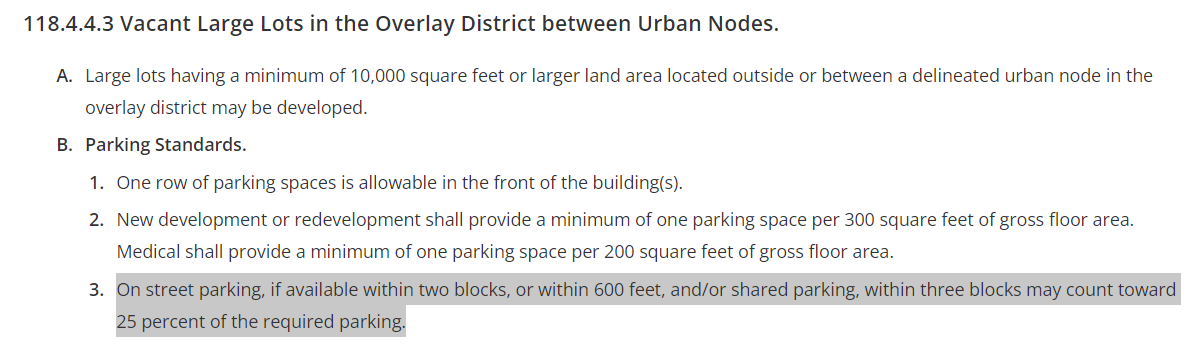 118.4.4.3 Vacant Large Lots in the Overlay District between Urban Nodes.
A. Large lots having a minimum of 10,000 square feet or larger land area located outside or between a delineated urban node in the
overlay district may be developed.
B. Parking Standards.
1. One row of parking spaces is allowable in the front of the building(s).
2. New development or redevelopment shall provide a minimum of one parking space per 300 square feet of gross floor area.
Medical shall provide a minimum of one parking space per 200 square feet of gross floor area.
3. On street parking, if available within two blocks, or within 600 feet, and/or shared parking, within three blocks may count toward
25 percent of the required parking.